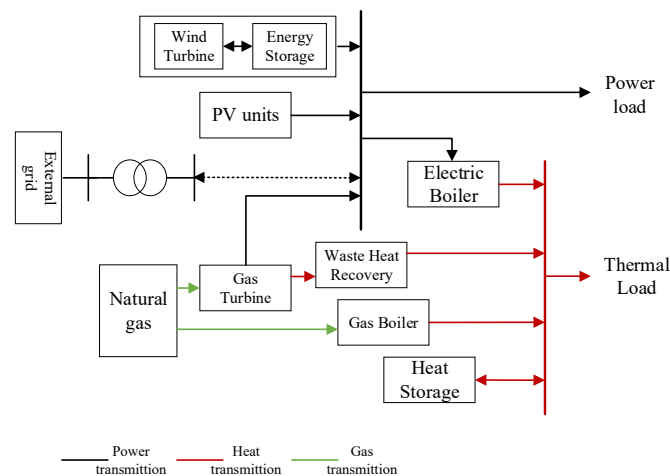 Wind
Turbine
Energy
Storage
PV units
Power
load
External
grid
Electric
Boiler
Waste Heat
Recovery
Gas
Turbine
Natural
gas
Thermal
Load
Gas Boiler
Heat
Storage
Power
transmittion
Heat
transmittion
Gas
transmittion